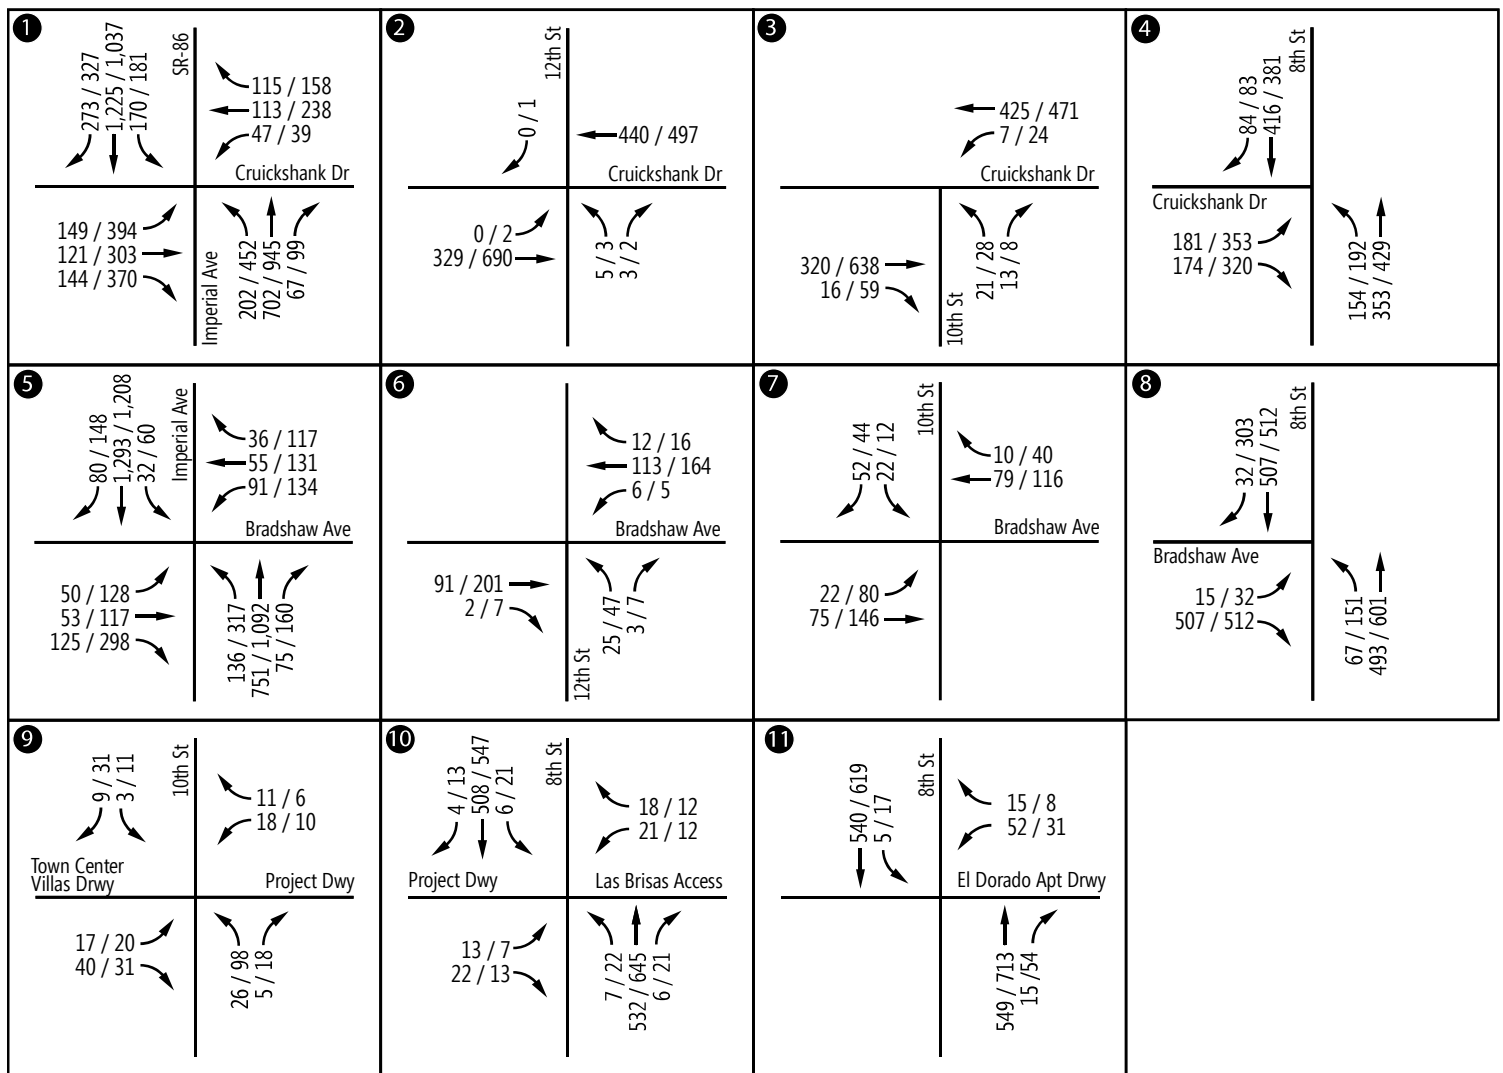 1
273 / 327
1,225 / 1,037
170 / 181
SR-86
115 / 158
113 / 238
47 / 39
Cruickshank Dr
149 / 394
121 / 303
144 / 370
Imperial Ave
202 / 452
702 / 945
67 / 99
2
0 / 1
12th St
440 / 497
Cruickshank Dr
0 / 2
329 / 690
5 / 3
3 / 2
3
425 / 471
7 / 24
Cruickshank Dr
320 / 638
16 / 59
10th St
21 / 28
13 / 8
4
84 / 83
416 / 381
8th St
Cruickshank Dr
181 / 353
174 / 320
154 / 192
353 / 429
5
80 / 148
1,293 / 1,208
32 / 60
Imperial Ave
36 / 117
55 / 131
91 / 134
Bradshaw Ave
50 / 128
53 / 117
125 / 298
136 / 317
751 / 1,092
75 / 160
6
12 / 16
113 / 164
6 / 5
Bradshaw Ave
91 / 201
2 / 7
12th St
25 / 47
3 / 7
7
52 / 44
22 / 12
10th St
10 / 40
79 / 116
Bradshaw Ave
22 / 80
75 / 146
8
32 / 303
507 / 512
8th St
Bradshaw Ave
15 / 32
507 / 512
67 / 151
493 / 601
9
9 / 31
3 / 11
10th St
11 / 6
18 / 10
Town Center
Villas Drwy
Project Dwy
17 / 20
40 / 31
26 / 98
5 / 18
10
4 / 13
508 / 547
6 / 21
8th St
18 / 12
21 / 12
Project Dwy
Las Brisas Access
13 / 7
22 / 13
7 / 22
532 / 645
6 / 21
11
540 / 619
5 / 17
8th St
15 / 8
52 / 31
El Dorado Apt Drwy
549 / 713
15 /54